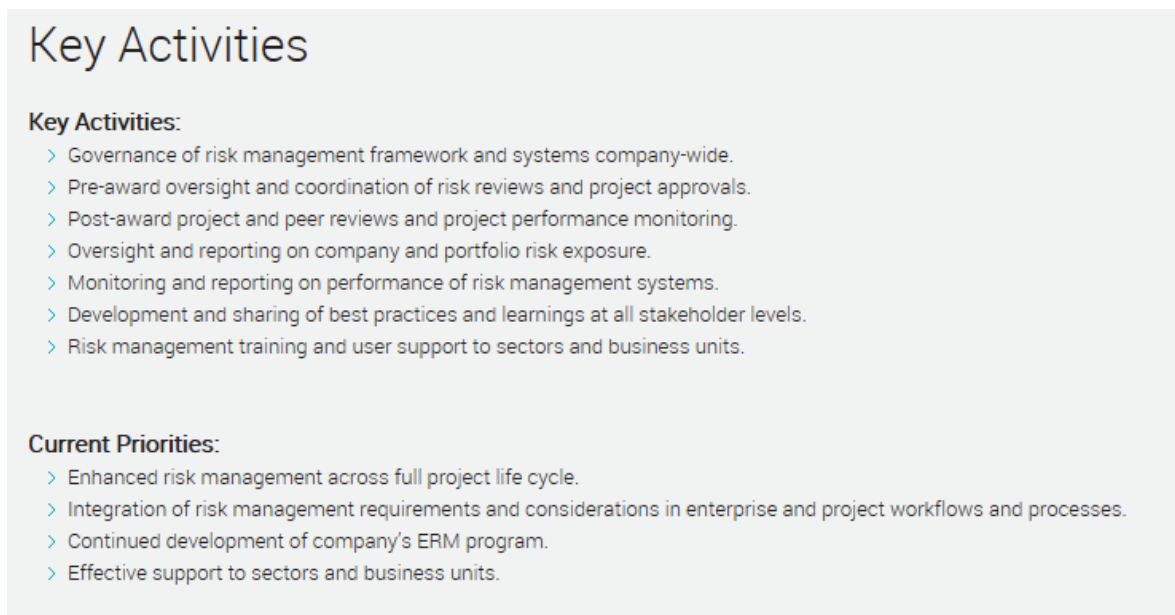 Key Activities
Key Activities:
> Governance of risk management framework and systems company-wide.
> Pre-award oversight and coordination of risk reviews and project approvals.
> Post-award project and peer reviews and project performance monitoring.
> Oversight and reporting on company and portfolio risk exposure.
> Monitoring and reporting on performance of risk management systems.
> Development and sharing of best practices and learnings at all stakeholder levels.
> Risk management training and user support to sectors and business units.
Current Priorities:
> Enhanced risk management across full project life cycle.
> Integration of risk management requirements and considerations in enterprise and project workflows and processes.
> Continued development of company's ERM program.
> Effective support to sectors and business units.